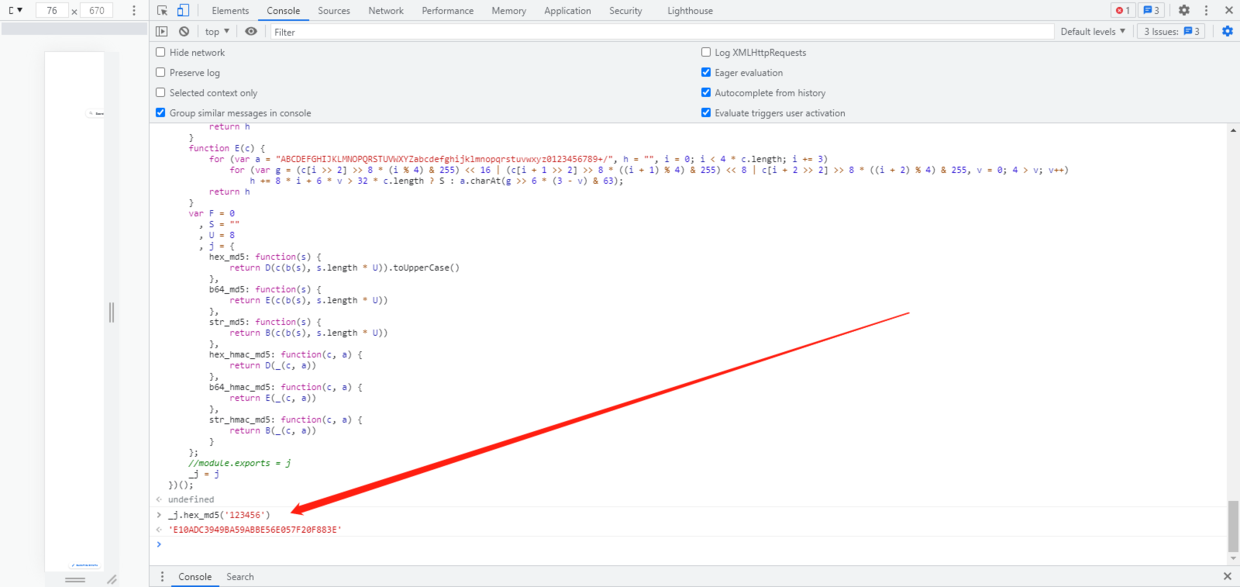 76 x 670
Elements Console Sources Network Performance Memory Application Security Lighthouse 1 3
top Filter Default levels 3 Issues: 3
Hide network Log XMLHttpRequests
Preserve log Eager evaluation
Selected context only Autocomplete from history
Group similar messages in console Evaluate triggers user activation
return h
}
function E(c) {
for (var a = "ABCDEFGHIJKLMNOPQRSTUVWXYZabcdefghijklmnopqrstuvwxyz0123456789+/", h = "", i = 0; i < 4 * c.length; i += 3)
for (var g = (c[i >> 2] >> 8 * (i % 4) & 255) << 16 | (c[i + 1 >> 2] >> 8 * ((i + 1) % 4) & 255) << 8 | c[i + 2 >> 2] >> 8 * ((i + 2) % 4) & 255, v = 0; 4 > v; v++)
h += 8 * i + 6 * v > 32 * c.length ? S : a.charAt(g >> 6 * (3 - v) & 63);
return h
}
var F = 0
, S = ""
, U = 8
, j = {
hex_md5: function(s) {
return D(c(b(s), s.length * U)).toUpperCase()
},
b64_md5: function(s) {
return E(c(b(s), s.length * U))
},
str_md5: function(s) {
return B(c(b(s), s.length * U))
},
hex_hmac_md5: function(c, a) {
return D(_(c, a))
},
b64_hmac_md5: function(c, a) {
return E(_(c, a))
},
str_hmac_md5: function(c, a) {
return B(_(c, a))
}
};
//module.exports = j
_j = j
})();
undefined
> _j.hex_md5('123456')
'E10ADC3949BA59ABBE56E057F20F883E'
>
Console Search